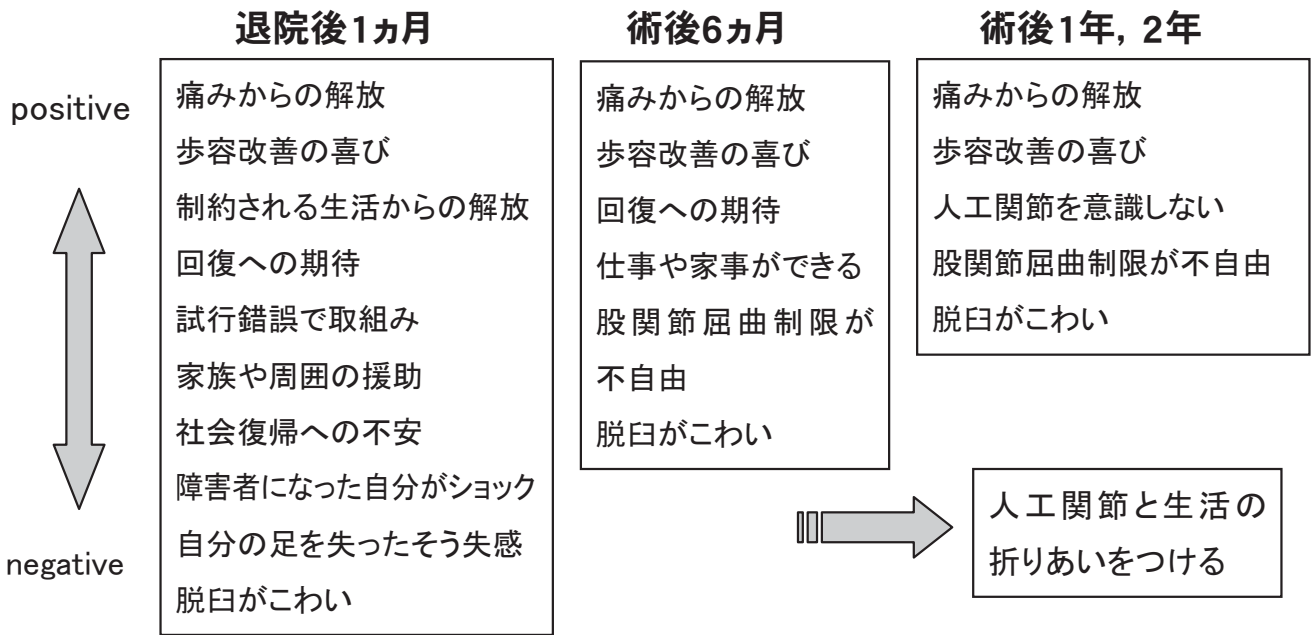 退院後1ヵ月
術後6ヵ月
術後1年, 2年
positive
negative
痛みからの解放
歩容改善の喜び
制約される生活からの解放
回復への期待
試行錯誤で取組み
家族や周囲の援助
社会復帰への不安
障害者になった自分がショック
自分の足を失ったそう失感
脱臼がこわい
痛みからの解放
歩容改善の喜び
回復への期待
仕事や家事ができる
股関節屈曲制限が
不自由
脱臼がこわい
痛みからの解放
歩容改善の喜び
人工関節を意識しない
股関節屈曲制限が不自由
脱臼がこわい
人工関節と生活の
折りあいをつける